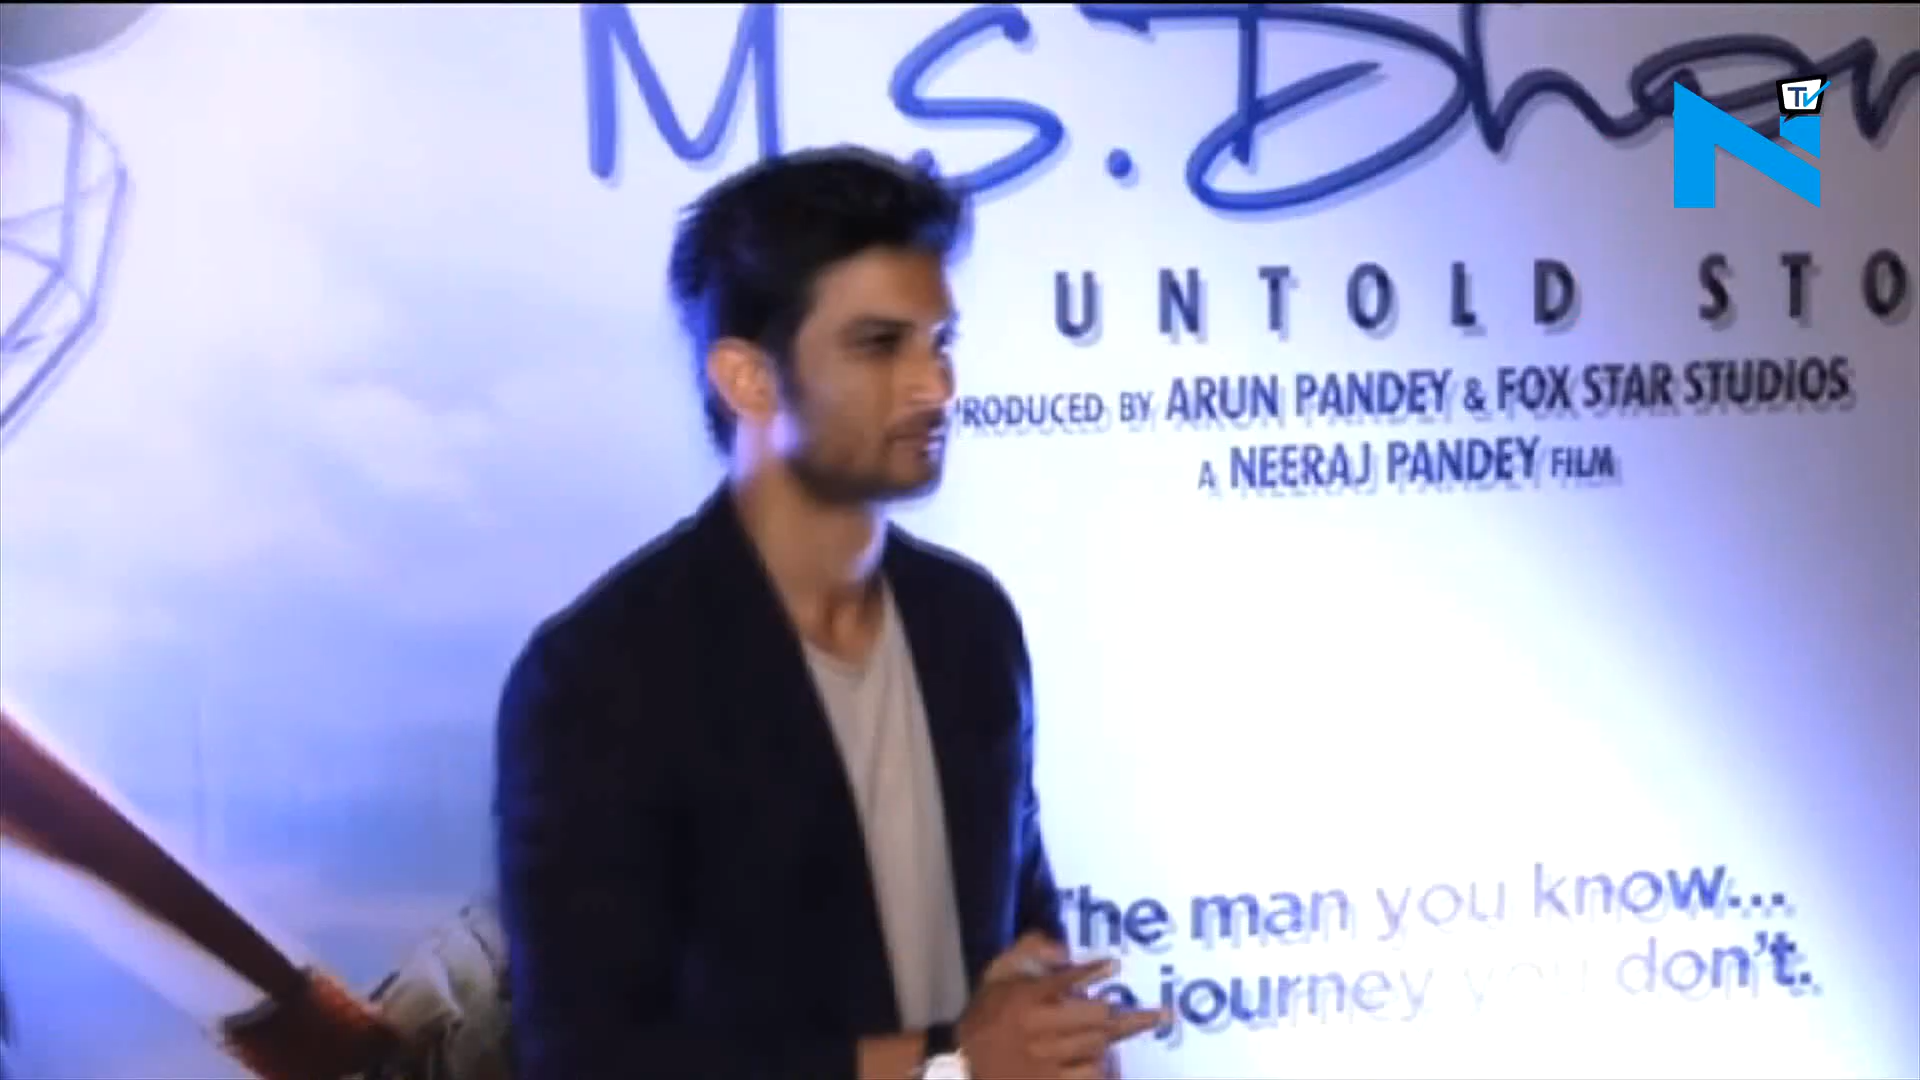 M.S.Dhon
TV
N
UNTOLD STO
PRODUCED BY ARUN PANDEY & FOX STAR STUDIOS
A NEERAJ PANDEY FILM
The man you know...
e journey you don't.